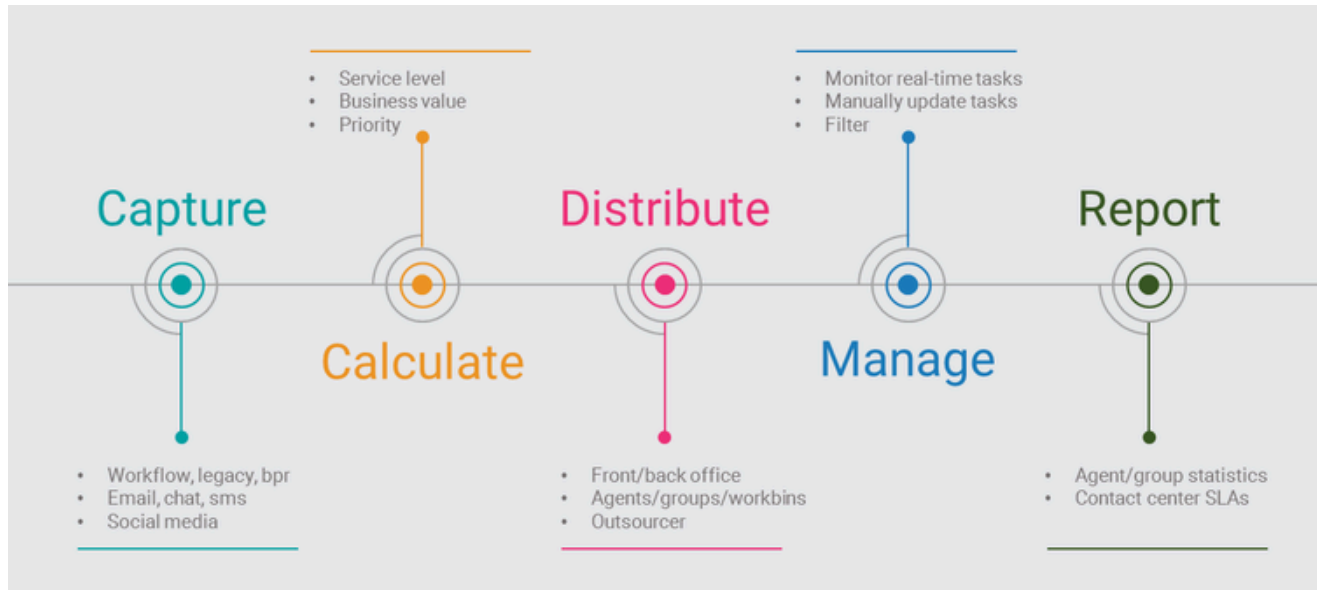 Capture
• Workflow, legacy, bpr
• Email, chat, sms
• Social media
• Service level
• Business value
• Priority
Calculate
Distribute
• Front/back office
• Agents/groups/workbins
• Outsourcer
• Monitor real-time tasks
• Manually update tasks
• Filter
Manage
Report
• Agent/group statistics
• Contact center SLAs